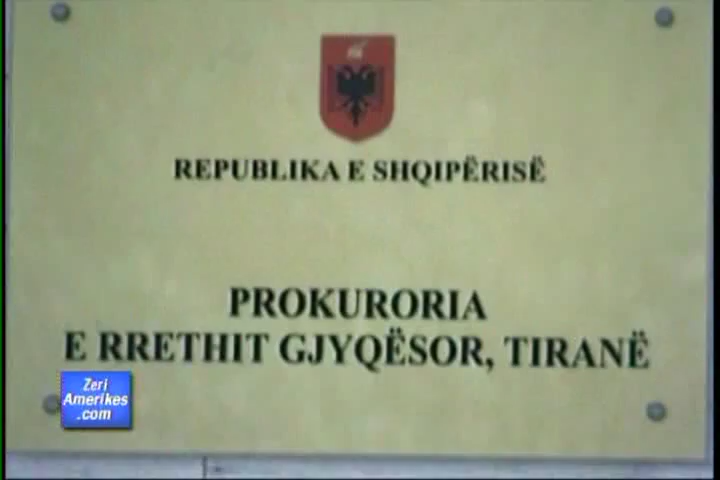 REPUBLIKA E SHQIPËRISË
PROKURORIA
E RRETHIT GJYQËSOR, TIRANË
Zeri
Amerikes
.com